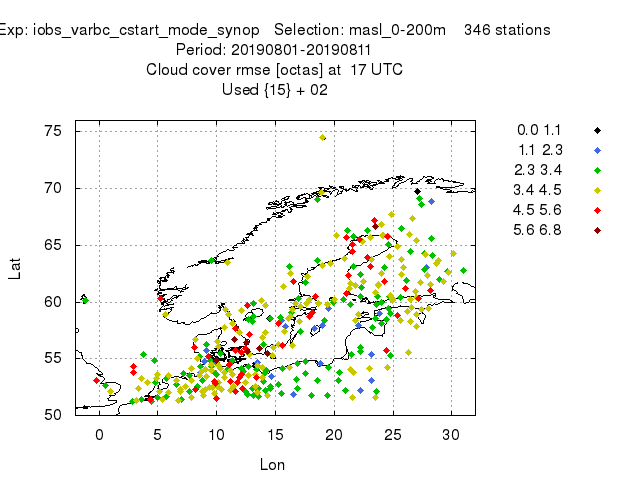 Exp: iobs_varbc_cstart_mode_synop   Selection: masl_0-200m    346 stations
Period: 20190801-20190811
Cloud cover rmse [octas] at  17 UTC
Used {15} + 02
0.0 1.1
1.1 2.3
2.3 3.4
3.4 4.5
4.5 5.6
5.6 6.8
75
70
65
60
55
50
Lat
0 5 10 15 20 25 30
Lon